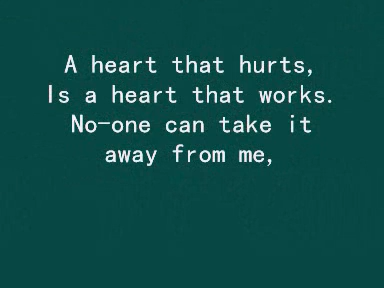 A heart that hurts,
Is a heart that works.
No-one can take it
away from me,